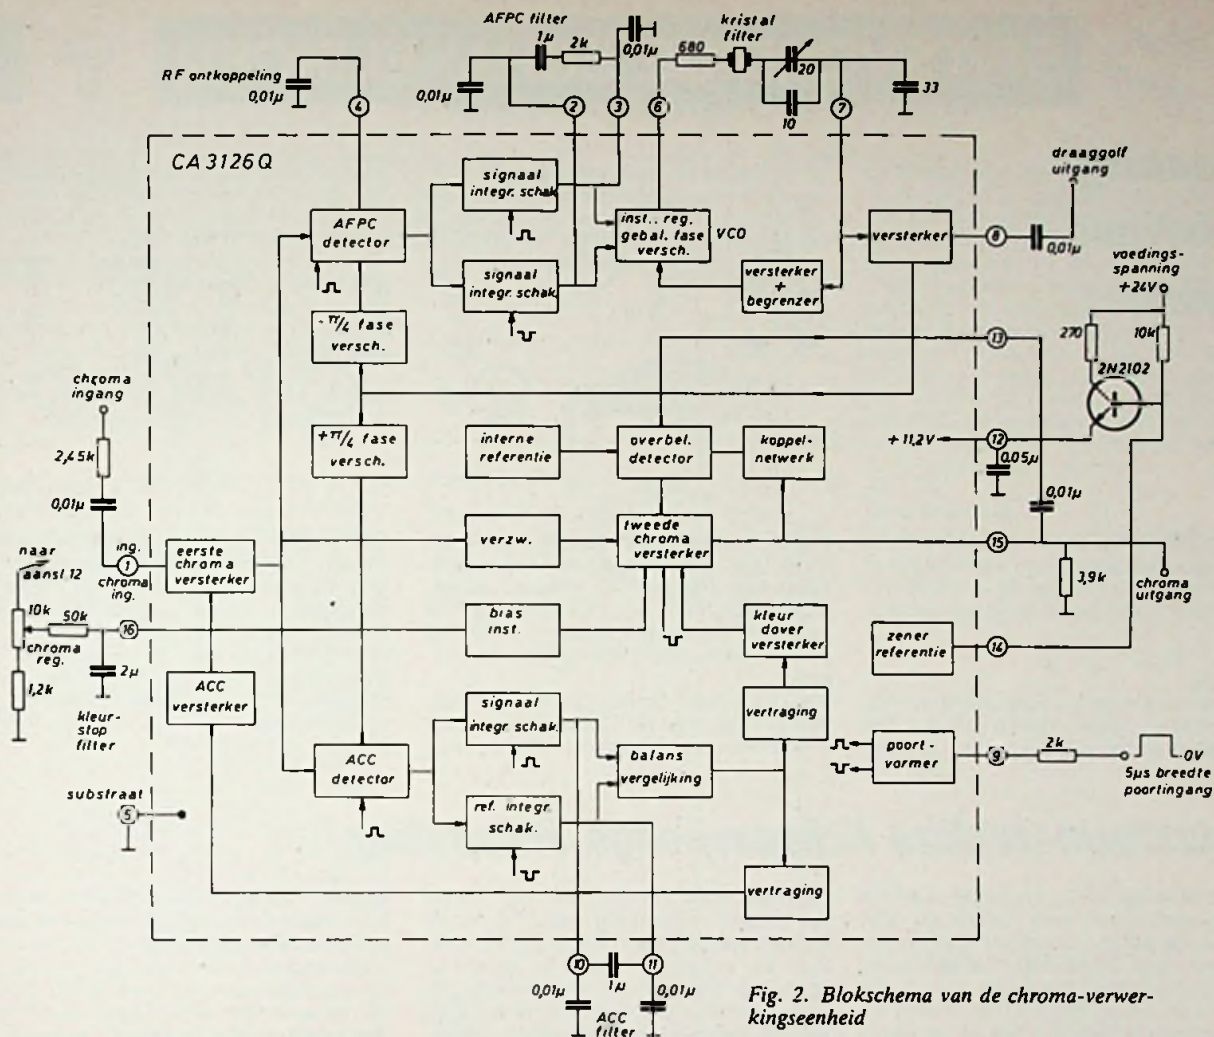 AFPC filter
1µ
2k
0,01µ
kristal
filter
680
20
10
33
RF ontkoppeling
0,01µ
0,01µ
4
2
3
6
7
CA 3126Q
draaggolf
uitgang
signaal
integr. schak.
AFPC
detector
inst.. reg.
gebal. fase
versch.
VCO
versterker
8
0,01µ
signaal
integr. schak.
versterker
+
begrenzer
voedings-
spanning
+24V
-π/4 fase
versch.
13
270
10k
2N2102
chroma
ingang
2,45k
+π/4 fase
versch.
interne
referentie
overbel.
detector
koppel-
netwerk
+11,2V
12
0,05µ
0,01µ
0,01µ
naar
aansl. 12
ing.
1
chroma
ing.
eerste
chroma
versterker
verzw.
tweede
chroma
versterker
15
3,9k
chroma
uitgang
10k
50k
16
chroma
reg.
2µ
1,2k
kleur-
stop
filter
bias
inst.
kleur
dover
versterker
zener
referentie
14
ACC
versterker
signaal
integr. schak.
vertraging
ACC
detector
balans
vergelijking
poort-
vormer
9
2k
0V
5µs breedte
poortingang
substraat
5
ref. integr.
schak.
vertraging
10
1µ
11
0,01µ
0,01µ
ACC
filter
Fig. 2. Blokschema van de chroma-verwer-
kingseenheid